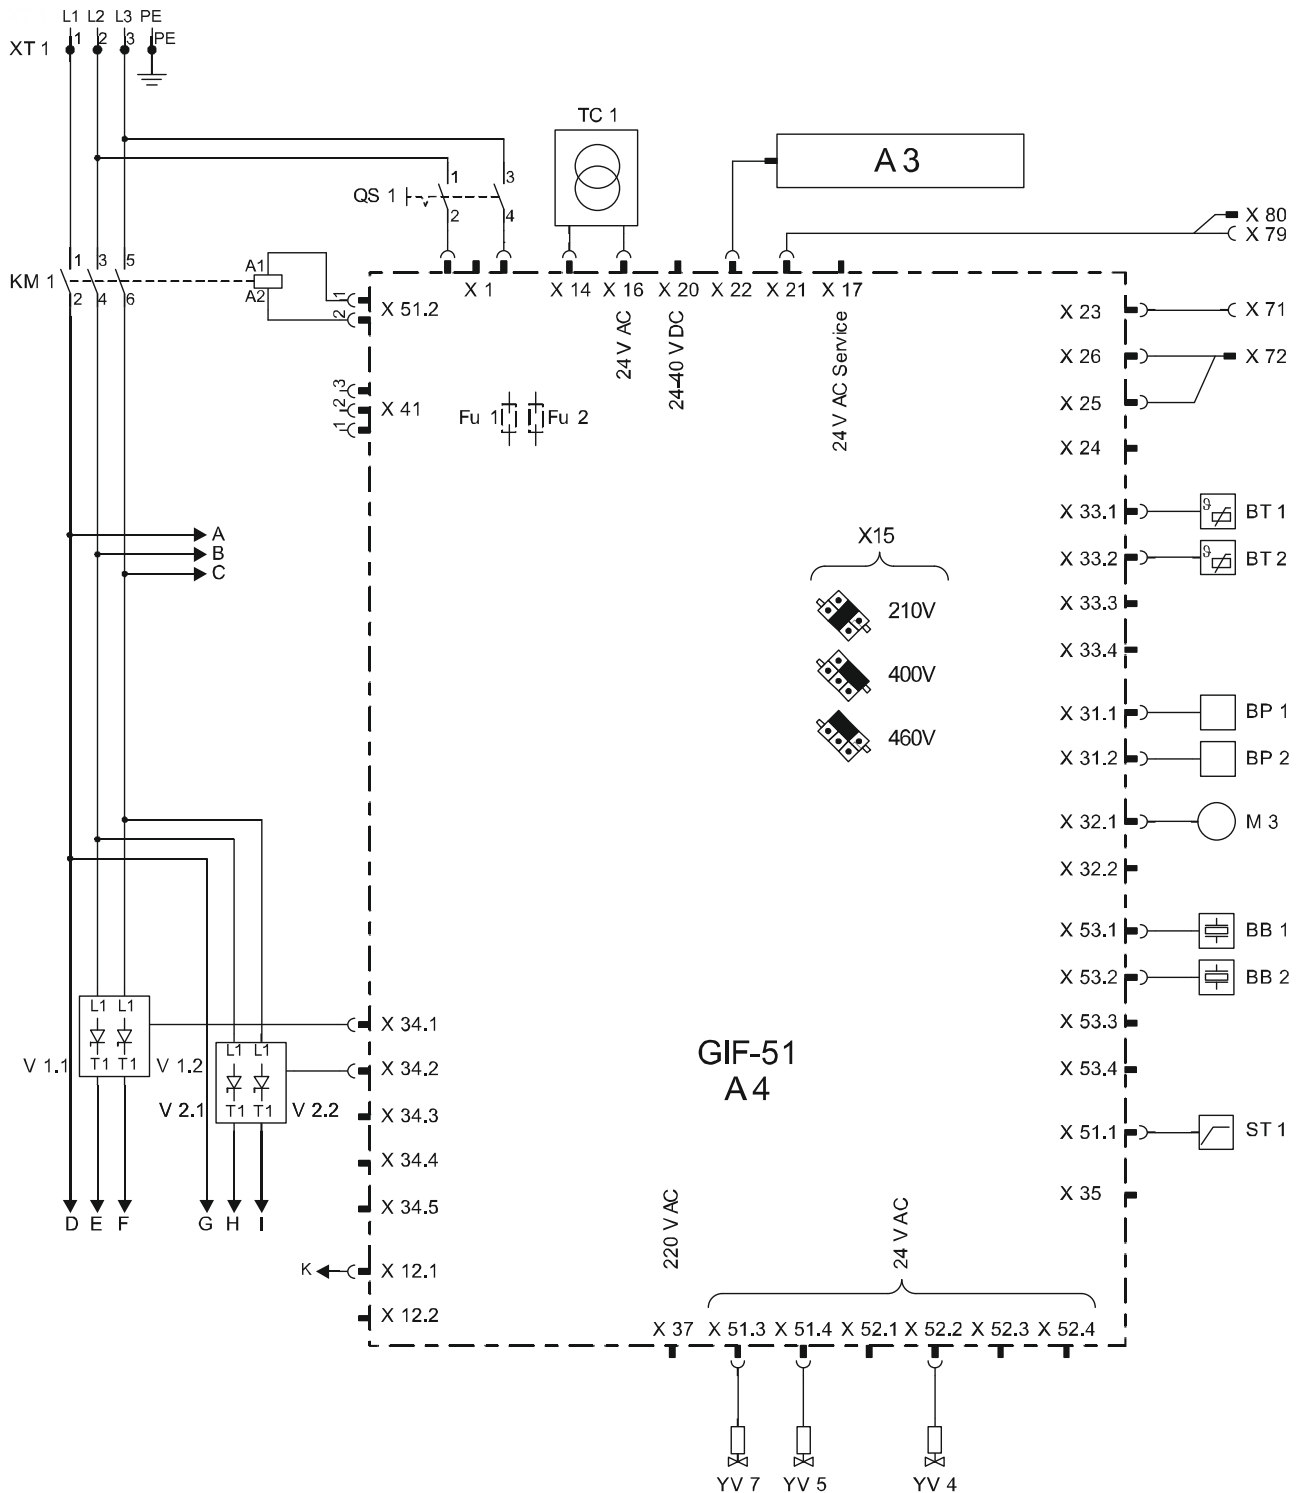 L1 L2 L3 PE
XT 1 1 2 3 PE
TC 1
A 3
QS 1
1 3
2 4
X 80
X 79
KM 1
1 3 5
2 4 6
A1
A2
1
2
X 51.2
X 1 X 14 X 16 X 20 X 22 X 21 X 17
24 V AC
24-40 V DC
24 V AC Service
X 23 X 71
X 26 X 72
X 25
X 24
3
2
1
X 41
Fu 1 Fu 2
A
B
C
X15
210V
400V
460V
X 33.1 BT 1
X 33.2 BT 2
X 33.3
X 33.4
X 31.1 BP 1
X 31.2 BP 2
X 32.1 M 3
X 32.2
X 53.1 BB 1
X 53.2 BB 2
X 53.3
X 53.4
X 51.1 ST 1
X 35
L1 L1
T1 T1
V 1.1 V 1.2
L1 L1
T1 T1
V 2.1 V 2.2
X 34.1
X 34.2
X 34.3
X 34.4
X 34.5
GIF-51
A 4
D E F G H I
K
X 12.1
X 12.2
220 V AC
24 V AC
X 37 X 51.3 X 51.4 X 52.1 X 52.2 X 52.3 X 52.4
YV 7 YV 5 YV 4